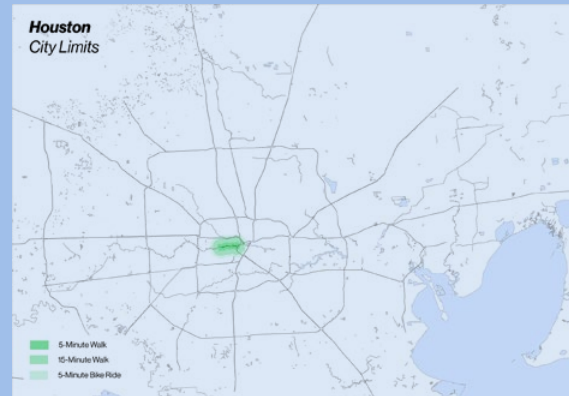 Houston
City Limits
5-Minute Walk
15-Minute Walk
5-Minute Bike Ride